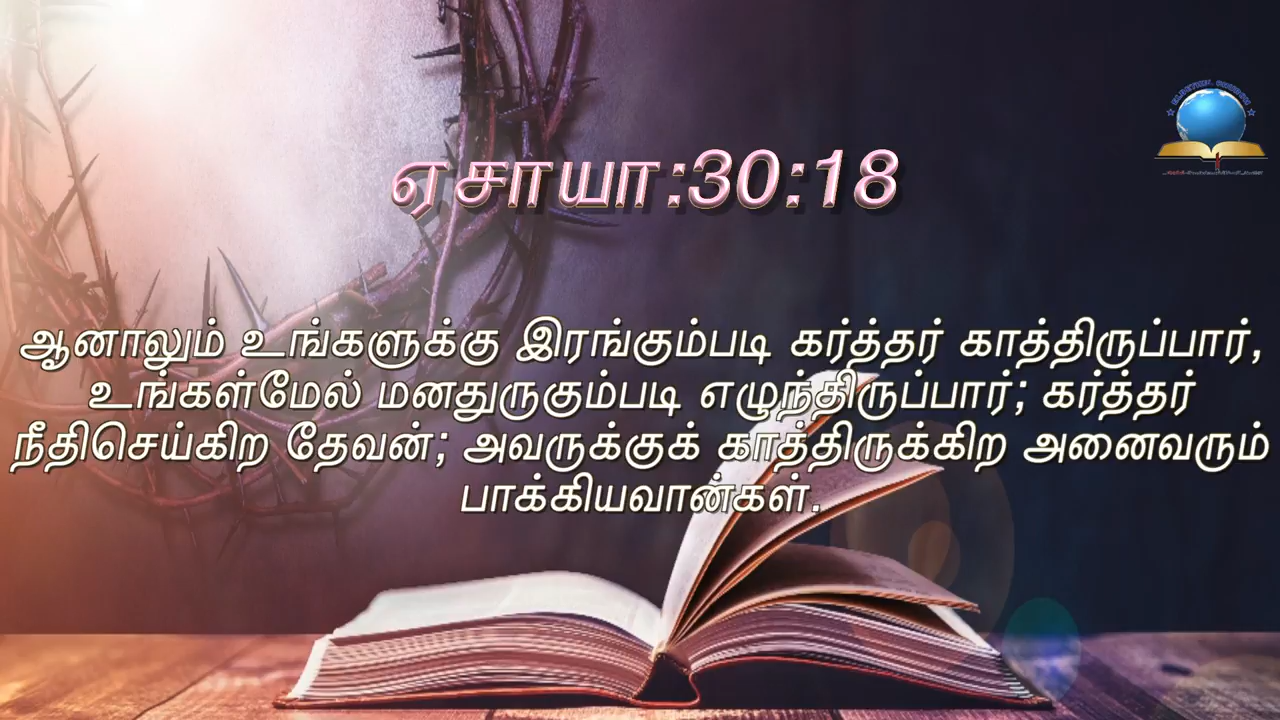 ஏசாயா:30:18
ஆனாலும் உங்களுக்கு இரங்கும்படி கர்த்தர் காத்திருப்பார்,
உங்கள்மேல் மனதுருகும்படி எழுந்திருப்பார்; கர்த்தர்
நீதிசெய்கிற தேவன்; அவருக்குக் காத்திருக்கிற அனைவரும்
பாக்கியவான்கள்.